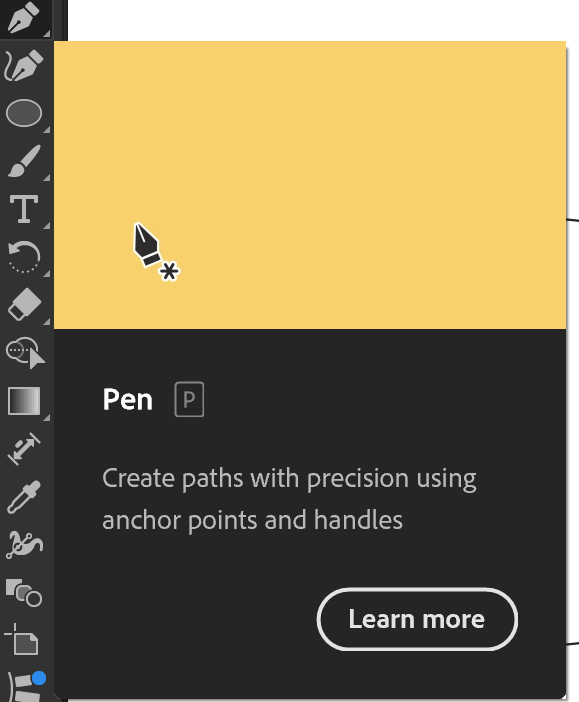 Pen P
Create paths with precision using
anchor points and handles
Learn more
T